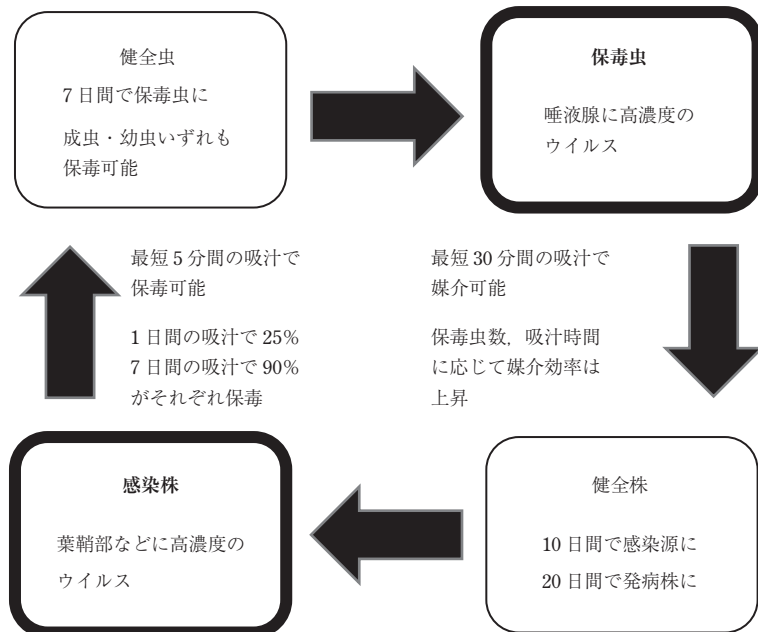 健全虫
7日間で保毒虫に
成虫・幼虫いずれも
保毒可能
保毒虫
唾液腺に高濃度の
ウイルス
最短5分間の吸汁で
保毒可能
1日間の吸汁で25%
7日間の吸汁で90%
がそれぞれ保毒
最短30分間の吸汁で
媒介可能
保毒虫数，吸汁時間
に応じて媒介効率は
上昇
感染株
葉鞘部などに高濃度の
ウイルス
健全株
10日間で感染源に
20日間で発病株に